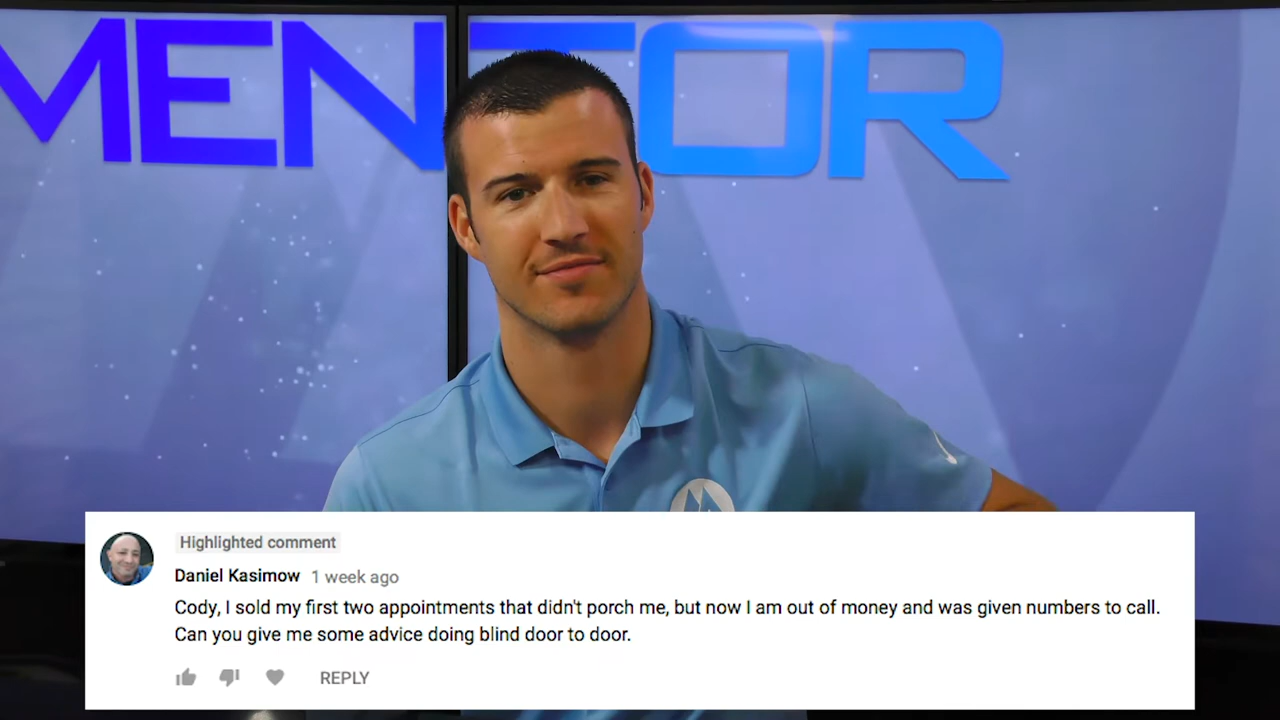 MENTOR
Highlighted comment
Daniel Kasimow 1 week ago
Cody, I sold my first two appointments that didn't porch me, but now I am out of money and was given numbers to call.
Can you give me some advice doing blind door to door.
REPLY